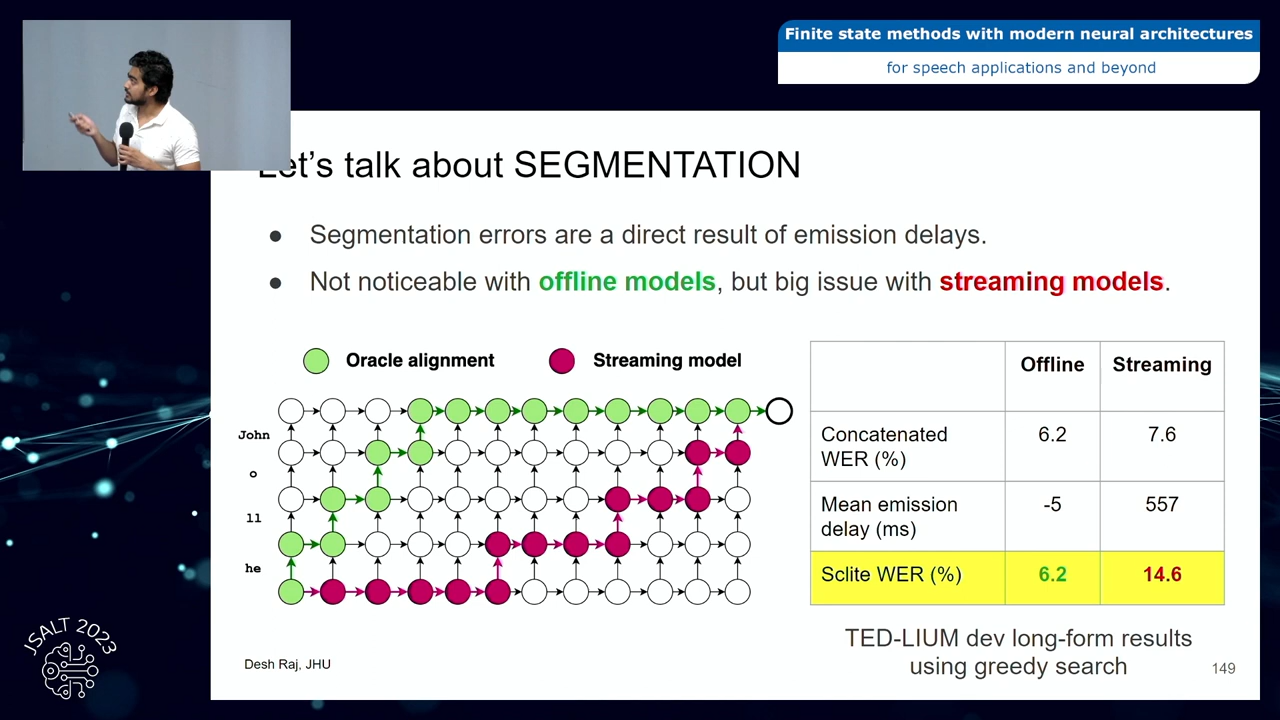 Finite state methods with modern neural architectures
for speech applications and beyond
Let's talk about SEGMENTATION
● Segmentation errors are a direct result of emission delays.
● Not noticeable with offline models, but big issue with streaming models.
Oracle alignment
Streaming model
John
o
ll
he
Offline
Streaming
Concatenated
WER (%)
6.2
7.6
Mean emission
delay (ms)
-5
557
Sclite WER (%)
6.2
14.6
TED-LIUM dev long-form results
using greedy search
JSALT 2023
Desh Raj, JHU
149